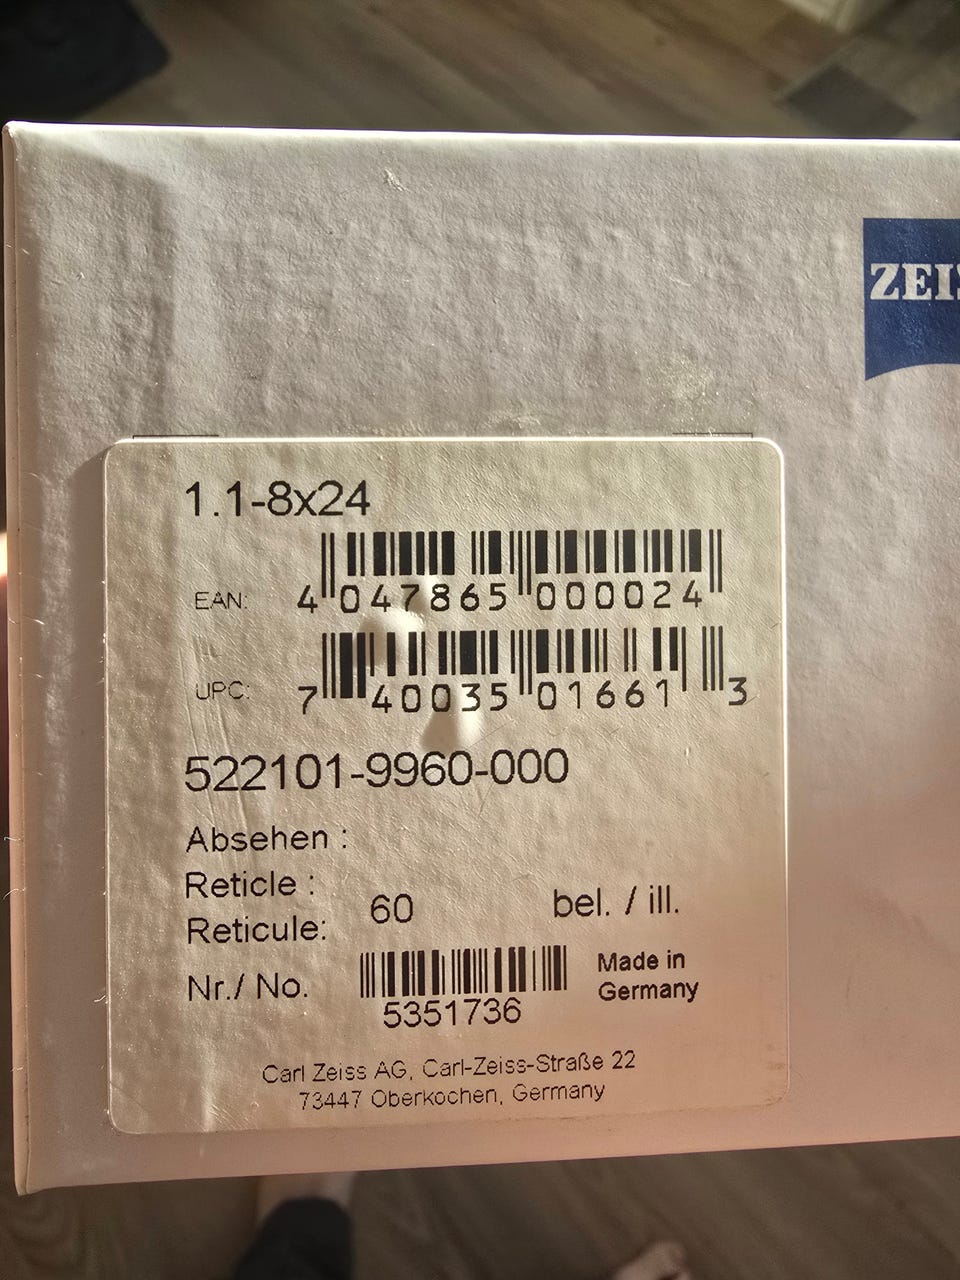 ZEI
1.1-8x24
EAN: 4 047865 000024
UPC: 7 40035 01661 3
522101-9960-000
Absehen :
Reticle :
Reticule: 60 bel. / ill.
Nr./ No. 5351736 Made in
Germany
Carl Zeiss AG, Carl-Zeiss-Straße 22
73447 Oberkochen, Germany